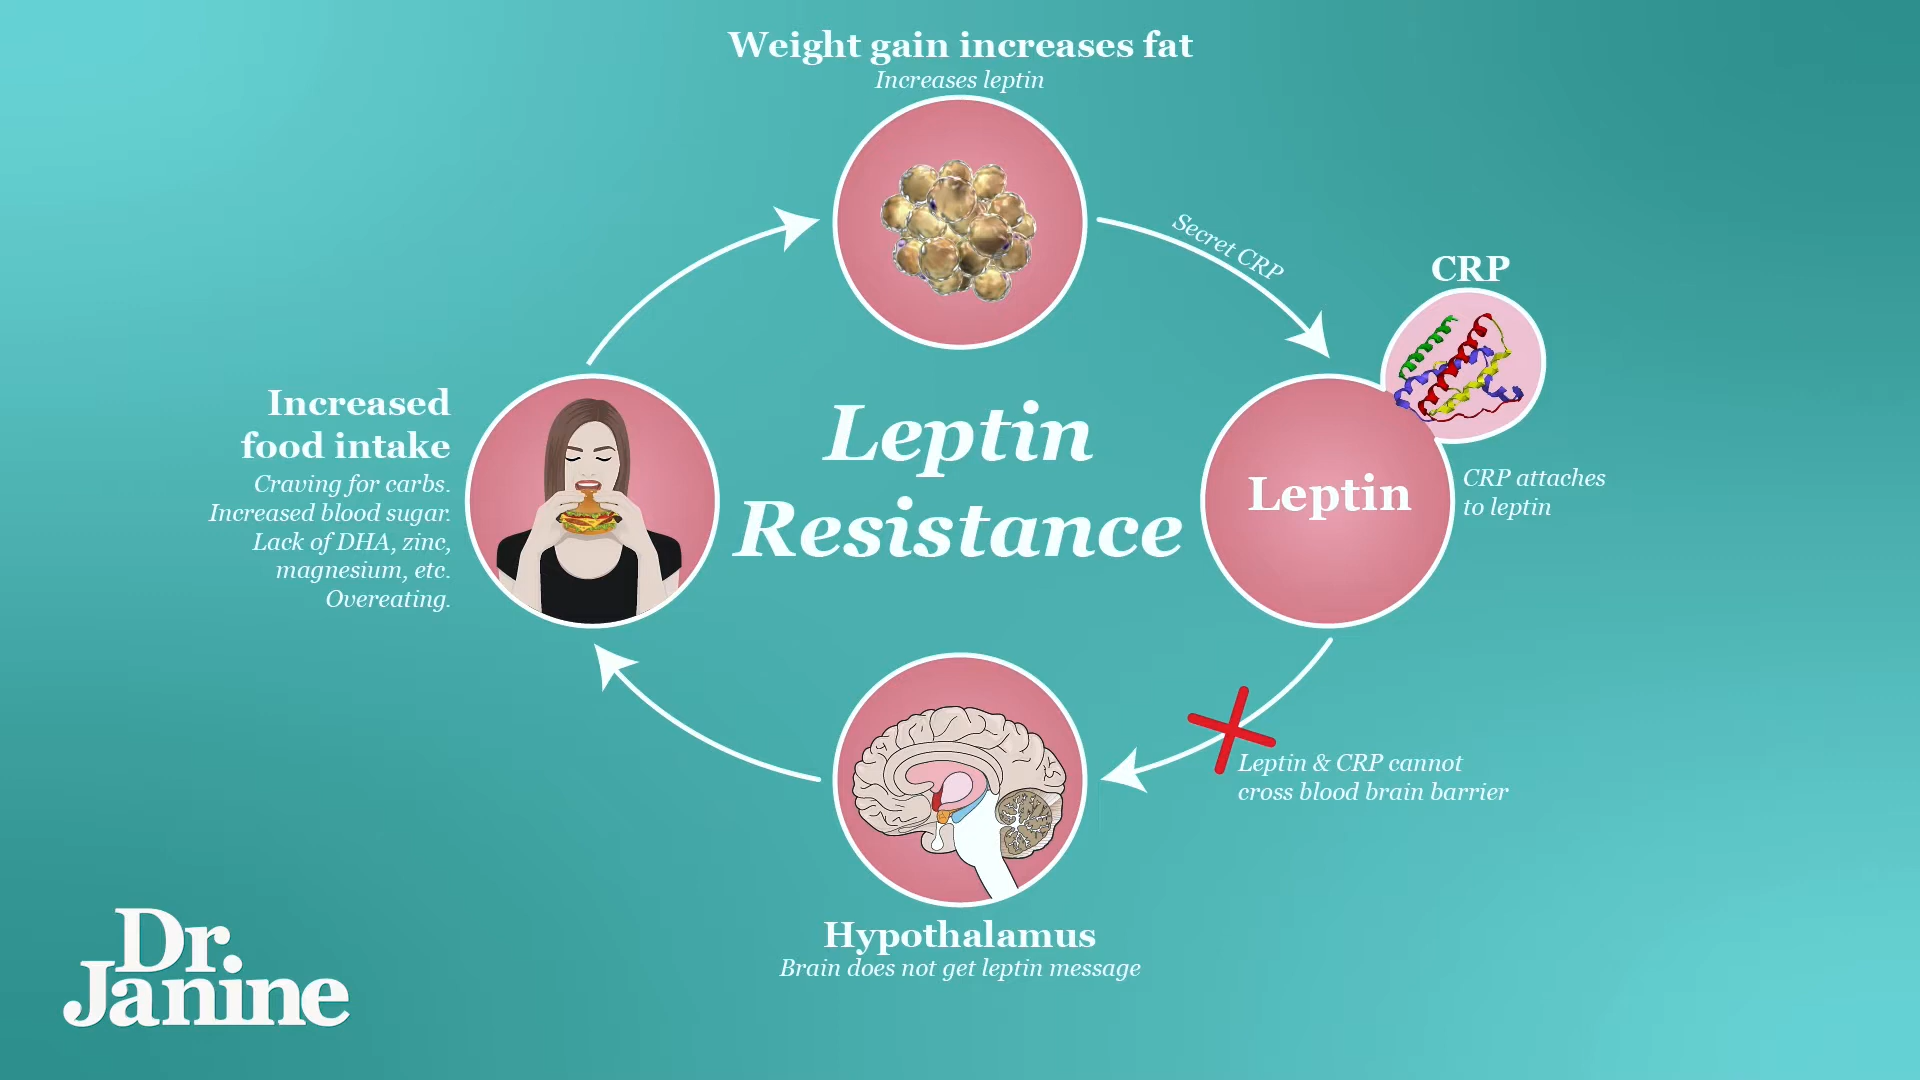 Weight gain increases fat
Increases leptin
Secret CRP
CRP
Increased
food intake
Craving for carbs.
Increased blood sugar.
Lack of DHA, zinc,
magnesium, etc.
Overeating.
Leptin
Resistance
Leptin
CRP attaches
to leptin
Leptin & CRP cannot
cross blood brain barrier
Hypothalamus
Brain does not get leptin message
Dr.
Janine